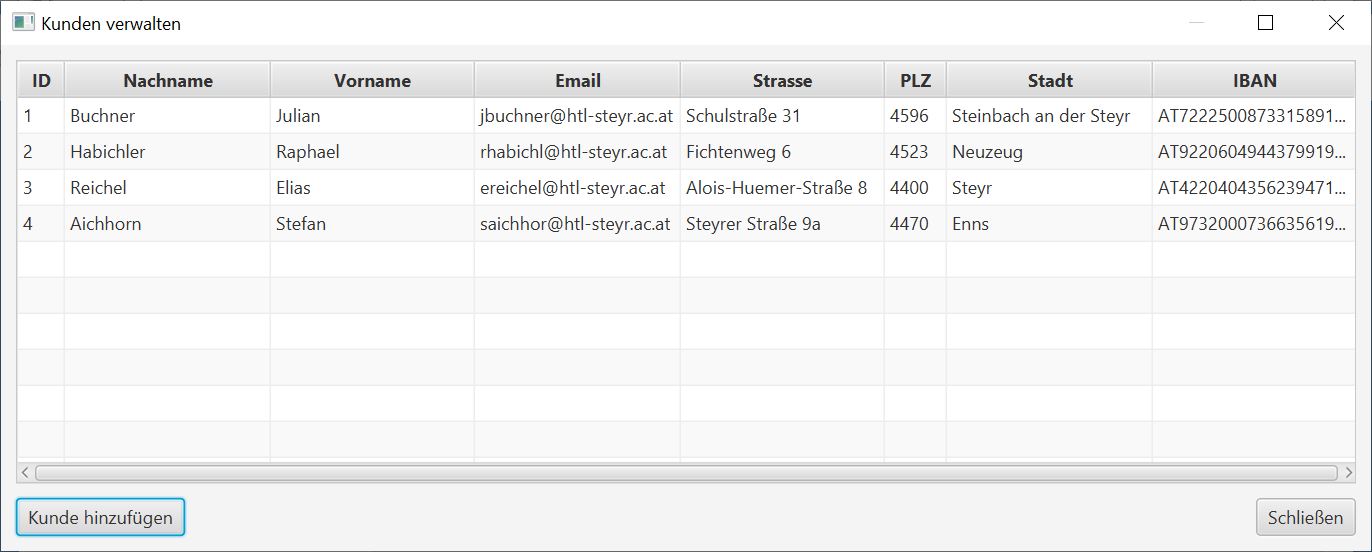 Kunden verwalten
ID Nachname Vorname Email Strasse PLZ Stadt IBAN
1 Buchner Julian jbuchner@htl-steyr.ac.at Schulstraße 31 4596 Steinbach an der Steyr AT7222500873315891...
2 Habichler Raphael rhabichl@htl-steyr.ac.at Fichtenweg 6 4523 Neuzeug AT9220604944379919...
3 Reichel Elias ereichel@htl-steyr.ac.at Alois-Huemer-Straße 8 4400 Steyr AT4220404356239471...
4 Aichhorn Stefan saichhor@htl-steyr.ac.at Steyrer Straße 9a 4470 Enns AT9732000736635619...
Kunde hinzufügen Schließen